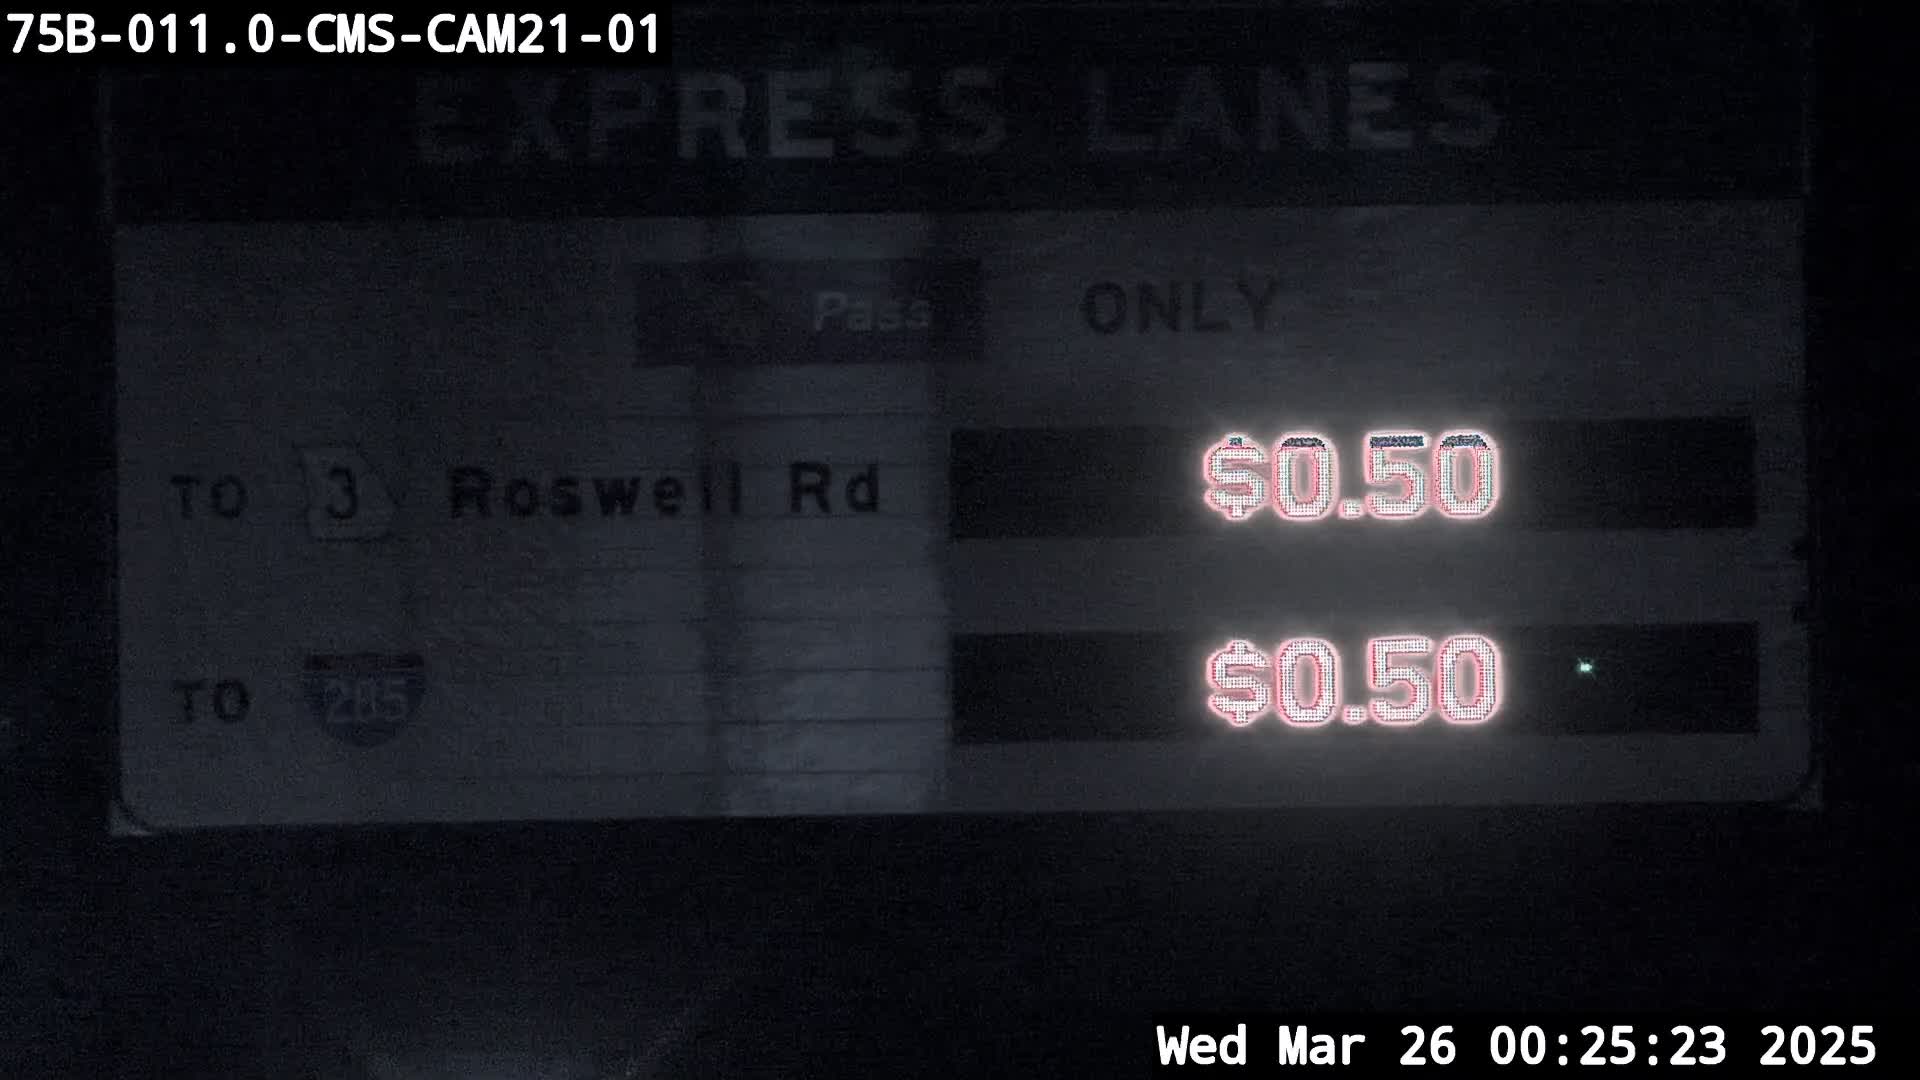 75B-011.0-CMS-CAM21-01
EXPRESS LANES
Pass ONLY
TO 3 Roswell Rd $0.50
TO 285 $0.50
Wed Mar 26 00:25:23 2025